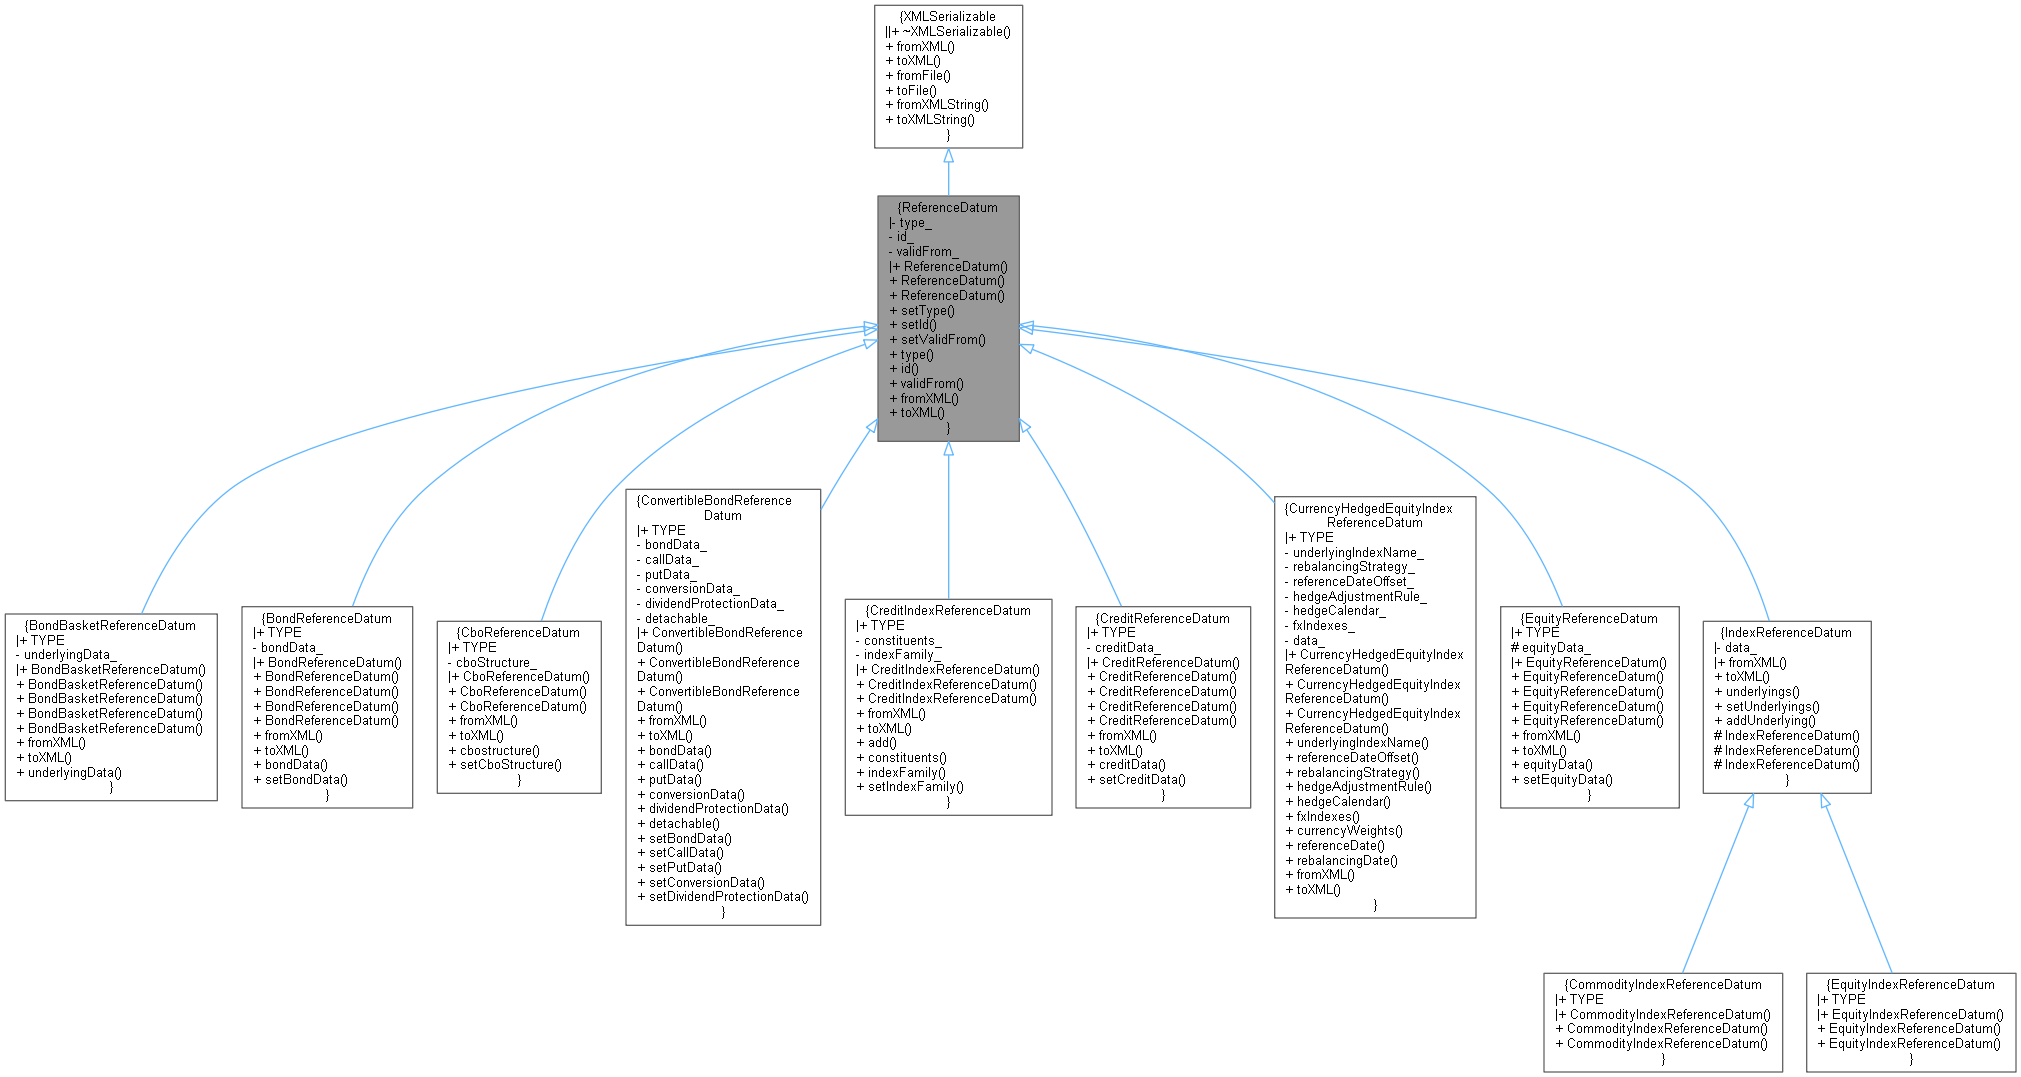 {XMLSerializable
||+ ~XMLSerializable()
+ fromXML()
+ toXML()
+ fromFile()
+ toFile()
+ fromXMLString()
+ toXMLString()
}
{ReferenceDatum
|- type_
- id_
- validFrom_
|+ ReferenceDatum()
+ ReferenceDatum()
+ ReferenceDatum()
+ setType()
+ setId()
+ setValidFrom()
+ type()
+ id()
+ validFrom()
+ fromXML()
+ toXML()
}
{BondBasketReferenceDatum
|+ TYPE
- underlyingData_
|+ BondBasketReferenceDatum()
+ BondBasketReferenceDatum()
+ BondBasketReferenceDatum()
+ BondBasketReferenceDatum()
+ BondBasketReferenceDatum()
+ fromXML()
+ toXML()
+ underlyingData()
}
{BondReferenceDatum
|+ TYPE
- bondData_
|+ BondReferenceDatum()
+ BondReferenceDatum()
+ BondReferenceDatum()
+ BondReferenceDatum()
+ BondReferenceDatum()
+ fromXML()
+ toXML()
+ bondData()
+ setBondData()
}
{CboReferenceDatum
|+ TYPE
- cboStructure_
|+ CboReferenceDatum()
+ CboReferenceDatum()
+ CboReferenceDatum()
+ fromXML()
+ toXML()
+ cbostructure()
+ setCboStructure()
}
{ConvertibleBondReference
Datum
|+ TYPE
- bondData_
- callData_
- putData_
- conversionData_
- dividendProtectionData_
- detachable_
|+ ConvertibleBondReference
Datum()
+ ConvertibleBondReference
Datum()
+ ConvertibleBondReference
Datum()
+ fromXML()
+ toXML()
+ bondData()
+ callData()
+ putData()
+ conversionData()
+ dividendProtectionData()
+ detachable()
+ setBondData()
+ setCallData()
+ setPutData()
+ setConversionData()
+ setDividendProtectionData()
}
{CreditIndexReferenceDatum
|+ TYPE
- constituents_
- indexFamily_
|+ CreditIndexReferenceDatum()
+ CreditIndexReferenceDatum()
+ CreditIndexReferenceDatum()
+ fromXML()
+ toXML()
+ add()
+ constituents()
+ indexFamily()
+ setIndexFamily()
}
{CreditReferenceDatum
|+ TYPE
- creditData_
|+ CreditReferenceDatum()
+ CreditReferenceDatum()
+ CreditReferenceDatum()
+ CreditReferenceDatum()
+ CreditReferenceDatum()
+ fromXML()
+ toXML()
+ creditData()
+ setCreditData()
}
{CurrencyHedgedEquityIndex
ReferenceDatum
|+ TYPE
- underlyingIndexName_
- rebalancingStrategy_
- referenceDateOffset_
- hedgeAdjustmentRule_
- hedgeCalendar_
- fxIndexes_
- data_
|+ CurrencyHedgedEquityIndex
ReferenceDatum()
+ CurrencyHedgedEquityIndex
ReferenceDatum()
+ CurrencyHedgedEquityIndex
ReferenceDatum()
+ underlyingIndexName()
+ referenceDateOffset()
+ rebalancingStrategy()
+ hedgeAdjustmentRule()
+ hedgeCalendar()
+ fxIndexes()
+ currencyWeights()
+ referenceDate()
+ rebalancingDate()
+ fromXML()
+ toXML()
}
{EquityReferenceDatum
|+ TYPE
# equityData_
|+ EquityReferenceDatum()
+ EquityReferenceDatum()
+ EquityReferenceDatum()
+ EquityReferenceDatum()
+ EquityReferenceDatum()
+ fromXML()
+ toXML()
+ equityData()
+ setEquityData()
}
{IndexReferenceDatum
|- data_
|+ fromXML()
+ toXML()
+ underlyings()
+ setUnderlyings()
+ addUnderlying()
# IndexReferenceDatum()
# IndexReferenceDatum()
# IndexReferenceDatum()
}
{CommodityIndexReferenceDatum
|+ TYPE
|+ CommodityIndexReferenceDatum()
+ CommodityIndexReferenceDatum()
+ CommodityIndexReferenceDatum()
}
{EquityIndexReferenceDatum
|+ TYPE
|+ EquityIndexReferenceDatum()
+ EquityIndexReferenceDatum()
+ EquityIndexReferenceDatum()
}